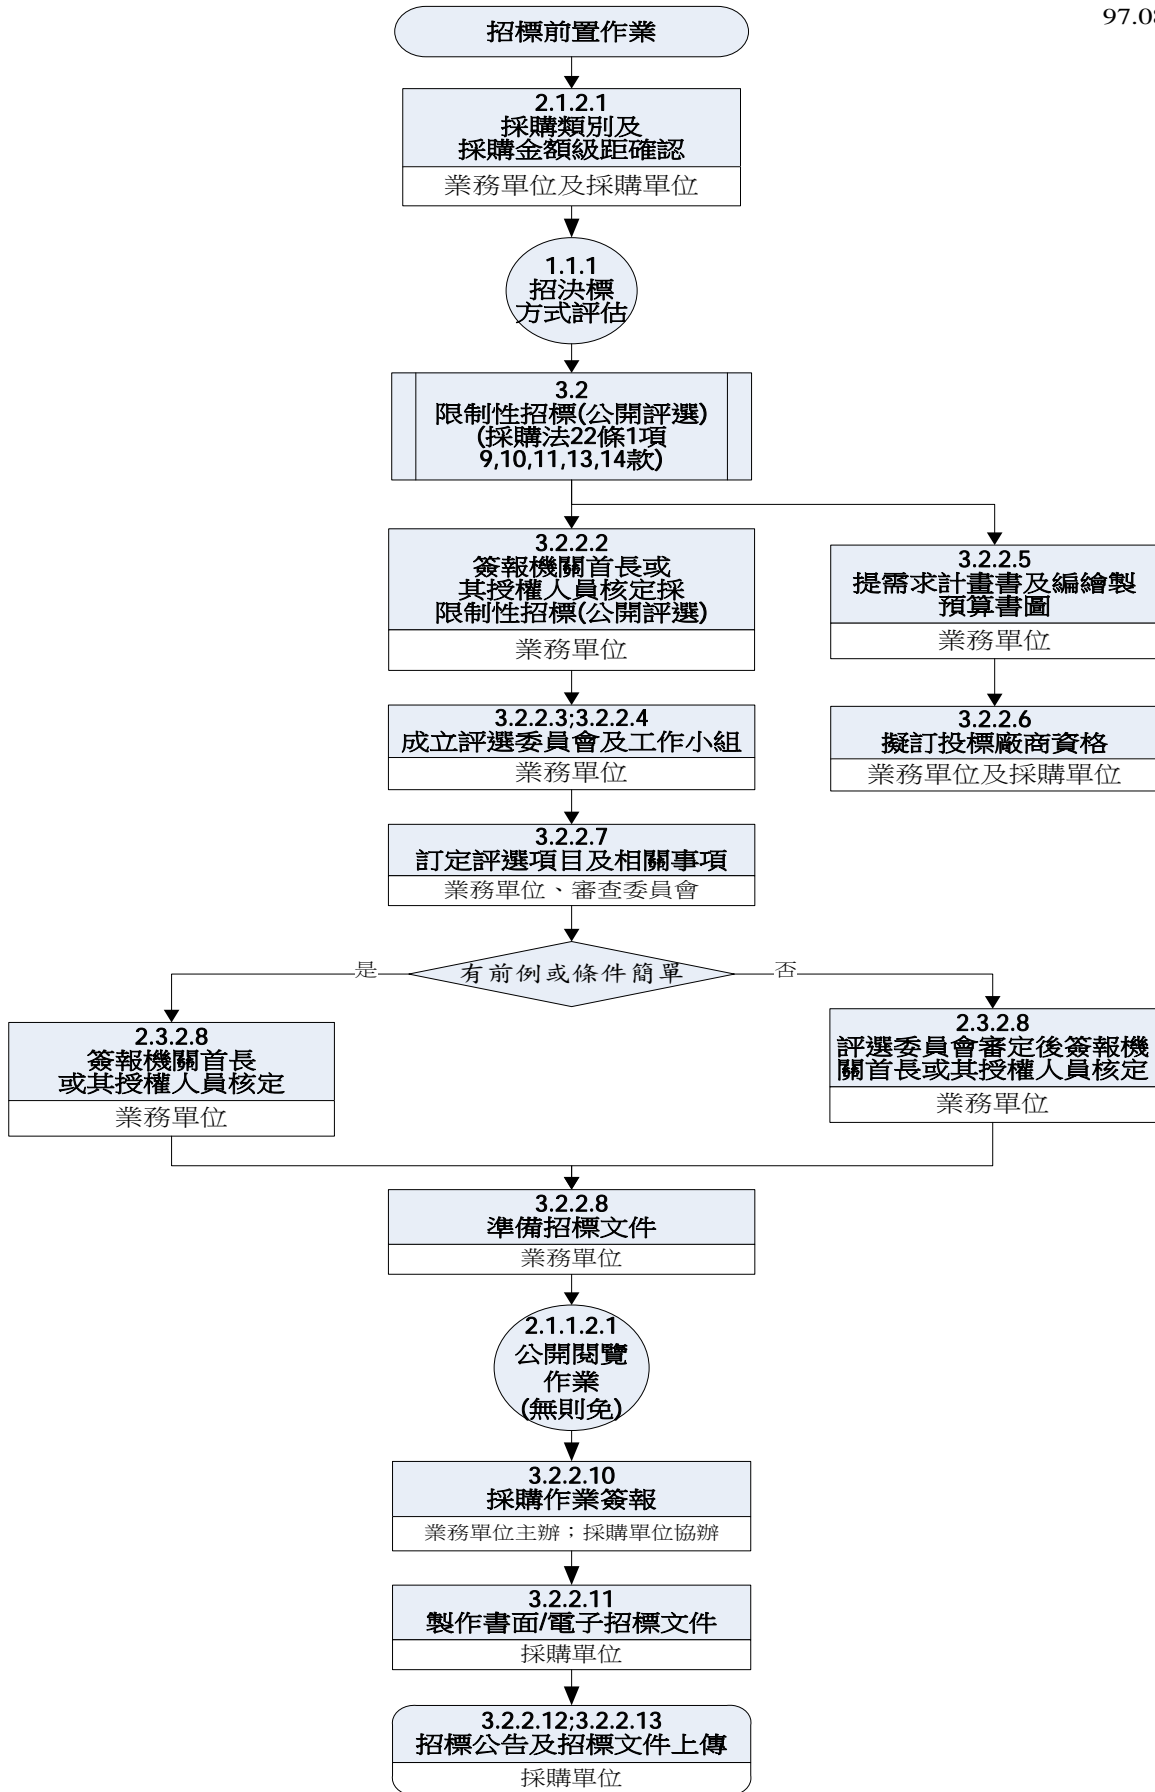 97.08
招標前置作業
2.1.2.1
採購類別及
採購金額級距確認
業務單位及採購單位
1.1.1
招決標
方式評估
3.2
限制性招標(公開評選)
(採購法22條1項
9,10,11,13,14款)
3.2.2.2
簽報機關首長或
其授權人員核定採
限制性招標(公開評選)
業務單位
3.2.2.5
提需求計畫書及編繪製
預算書圖
業務單位
3.2.2.3;3.2.2.4
成立評選委員會及工作小組
業務單位
3.2.2.6
擬訂投標廠商資格
業務單位及採購單位
3.2.2.7
訂定評選項目及相關事項
業務單位、審查委員會
是
有前例或條件簡單
否
2.3.2.8
簽報機關首長
或其授權人員核定
業務單位
2.3.2.8
評選委員會審定後簽報機
關首長或其授權人員核定
業務單位
3.2.2.8
準備招標文件
業務單位
2.1.1.2.1
公開閱覽
作業
(無則免)
3.2.2.10
採購作業簽報
業務單位主辦；採購單位協辦
3.2.2.11
製作書面/電子招標文件
採購單位
3.2.2.12;3.2.2.13
招標公告及招標文件上傳
採購單位